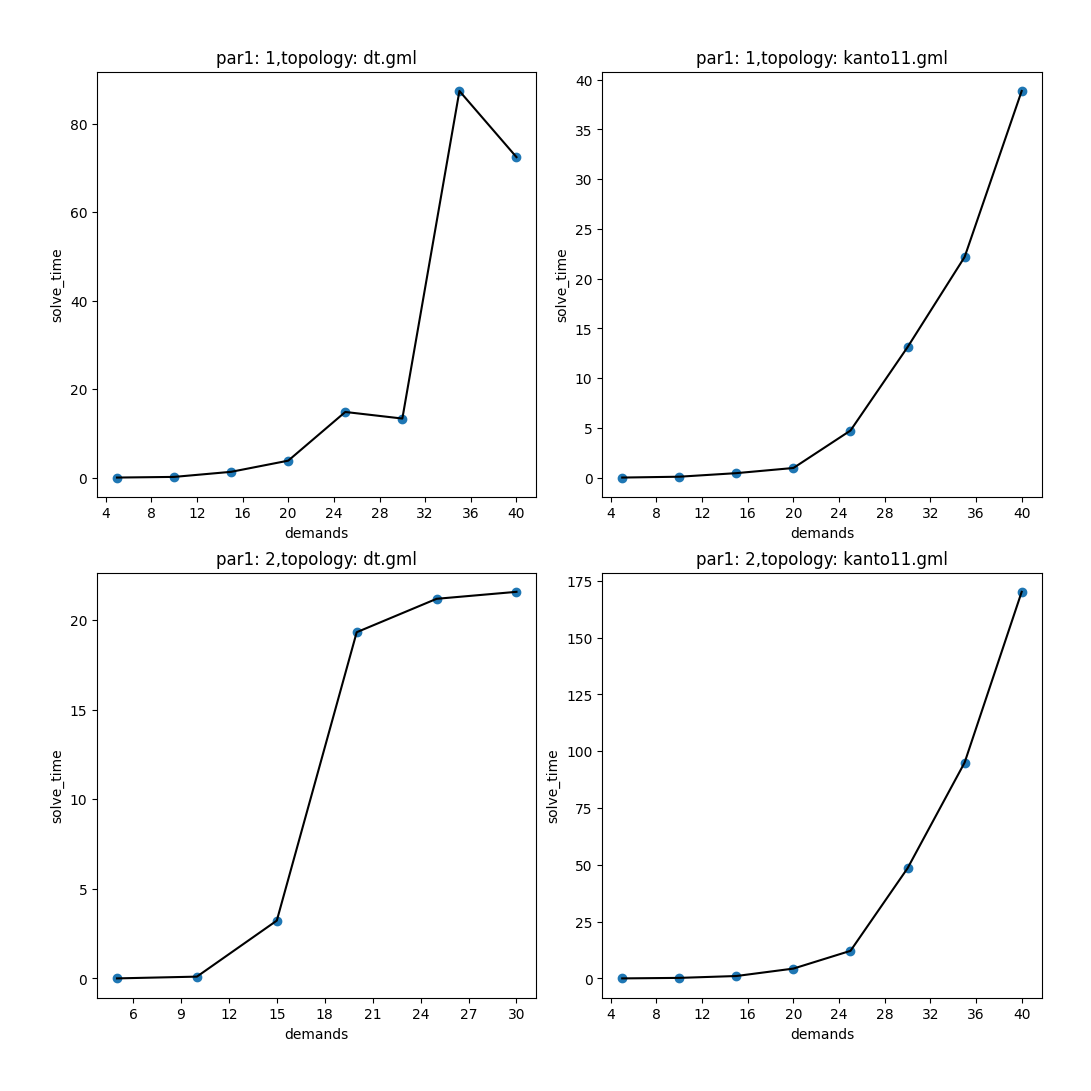 par1: 1,topology: dt.gml
80
60
40
20
0
solve_time
4 8 12 16 20 24 28 32 36 40
demands
par1: 1,topology: kanto11.gml
40
35
30
25
20
15
10
5
0
solve_time
4 8 12 16 20 24 28 32 36 40
demands
par1: 2,topology: dt.gml
20
15
10
5
0
solve_time
6 9 12 15 18 21 24 27 30
demands
par1: 2,topology: kanto11.gml
175
150
125
100
75
50
25
0
solve_time
4 8 12 16 20 24 28 32 36 40
demands